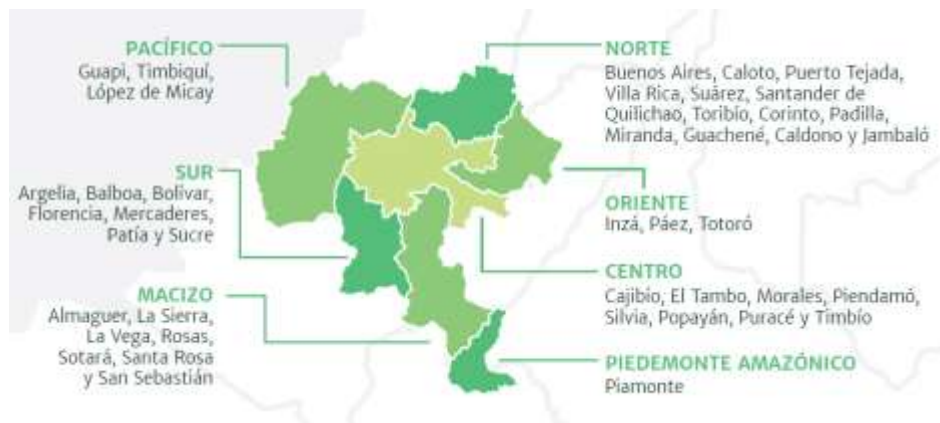 PACÍFICO
Guapi, Timbiquí,
López de Micay
SUR
Argelia, Balboa, Bolívar,
Florencia, Mercaderes,
Patía y Sucre
MACIZO
Almaguer, La Sierra,
La Vega, Rosas,
Sotará, Santa Rosa
y San Sebastián
NORTE
Buenos Aires, Caloto, Puerto Tejada,
Villa Rica, Suárez, Santander de
Quilichao, Toribío, Corinto, Padilla,
Miranda, Guachené, Caldono y Jambaló
ORIENTE
Inzá, Páez, Totoró
CENTRO
Cajibío, El Tambo, Morales, Piendamó,
Silvia, Popayán, Puracé y Timbío
PIEDEMONTE AMAZÓNICO
Piamonte